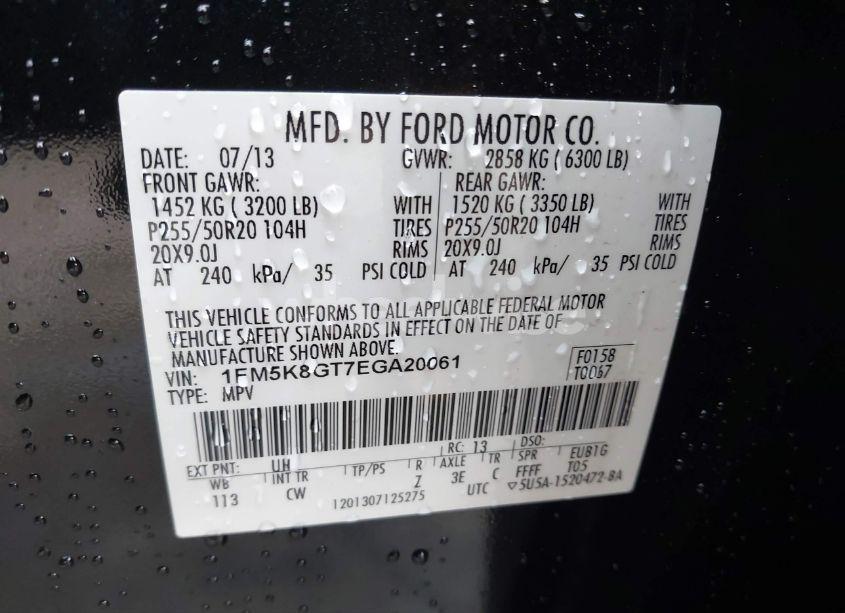 MFD. BY FORD MOTOR CO.
DATE: 07/13 GVWR: 2858 KG ( 6300 LB)
FRONT GAWR: REAR GAWR:
1452 KG ( 3200 LB) WITH 1520 KG ( 3350 LB) WITH
P255/50R20 104H TIRES P255/50R20 104H TIRES
20X9.0J RIMS 20X9.0J RIMS
AT 240 kPa/ 35 PSI COLD AT 240 kPa/ 35 PSI COLD
THIS VEHICLE CONFORMS TO ALL APPLICABLE FEDERAL MOTOR
VEHICLE SAFETY STANDARDS IN EFFECT ON THE DATE OF
MANUFACTURE SHOWN ABOVE.
VIN: 1FM5K8GT7EGA20061 F0158
TYPE: MPV T0067
EXT PNT: UH RC: 13 DSO:
WB INT TR TP/PS R AXLE TR SPR EUB1G
113 CW Z 3E C FFFF T05
1201307125275 UTC ▽5U5A-1520472-BA